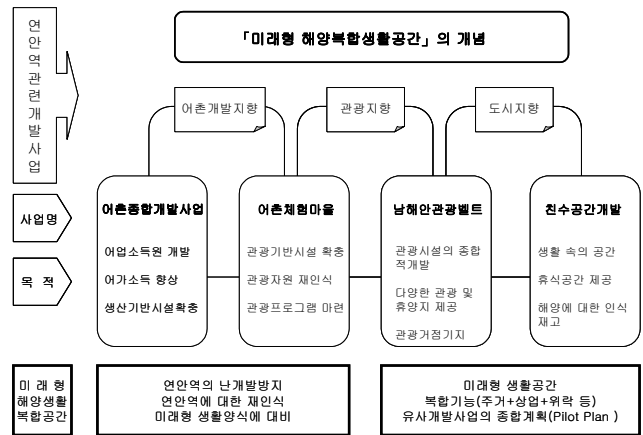 「미래형 해양복합생활공간」의 개념
연안역관련개발사업
어촌개발지향
관광지향
도시지향
사업명
어촌종합개발사업
어촌체험마을
남해안관광벨트
친수공간개발
목 적
어업소득원 개발
어가소득 향상
생산기반시설확충
관광기반시설 확충
관광자원 재인식
관광프로그램 마련
관광시설의 종합
적개발
다양한 관광 및
휴양지 제공
관광거점기지
생활 속의 공간
휴식공간 제공
해양에 대한 인식
재고
미 래 형
해양생활
복합공간
연안역의 난개발방지
연안역에 대한 재인식
미래형 생활양식에 대비
미래형 생활공간
복합기능(주거+상업+위락 등)
유사개발사업의 종합계획(Pilot Plan )